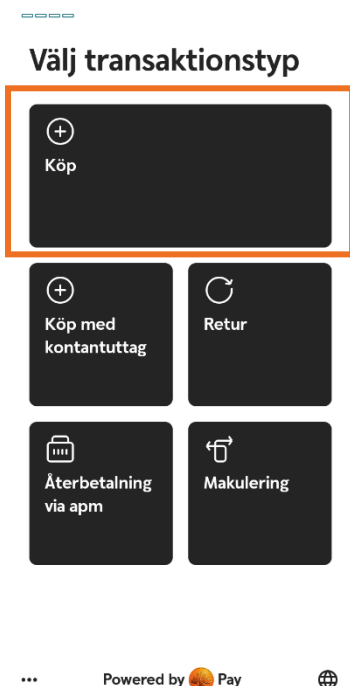 Välj transaktionstyp
Köp
Köp med
kontantuttag
Retur
Återbetalning
via apm
Makulering
Powered by Pay